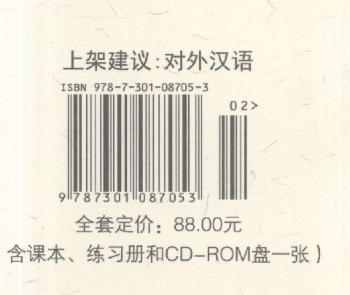 上架建议:对外汉语
ISBN 978-7-301-08705-3
02>
9 787301 087053
全套定价: 88.00元
含课本、练习册和CD-ROM盘一张)